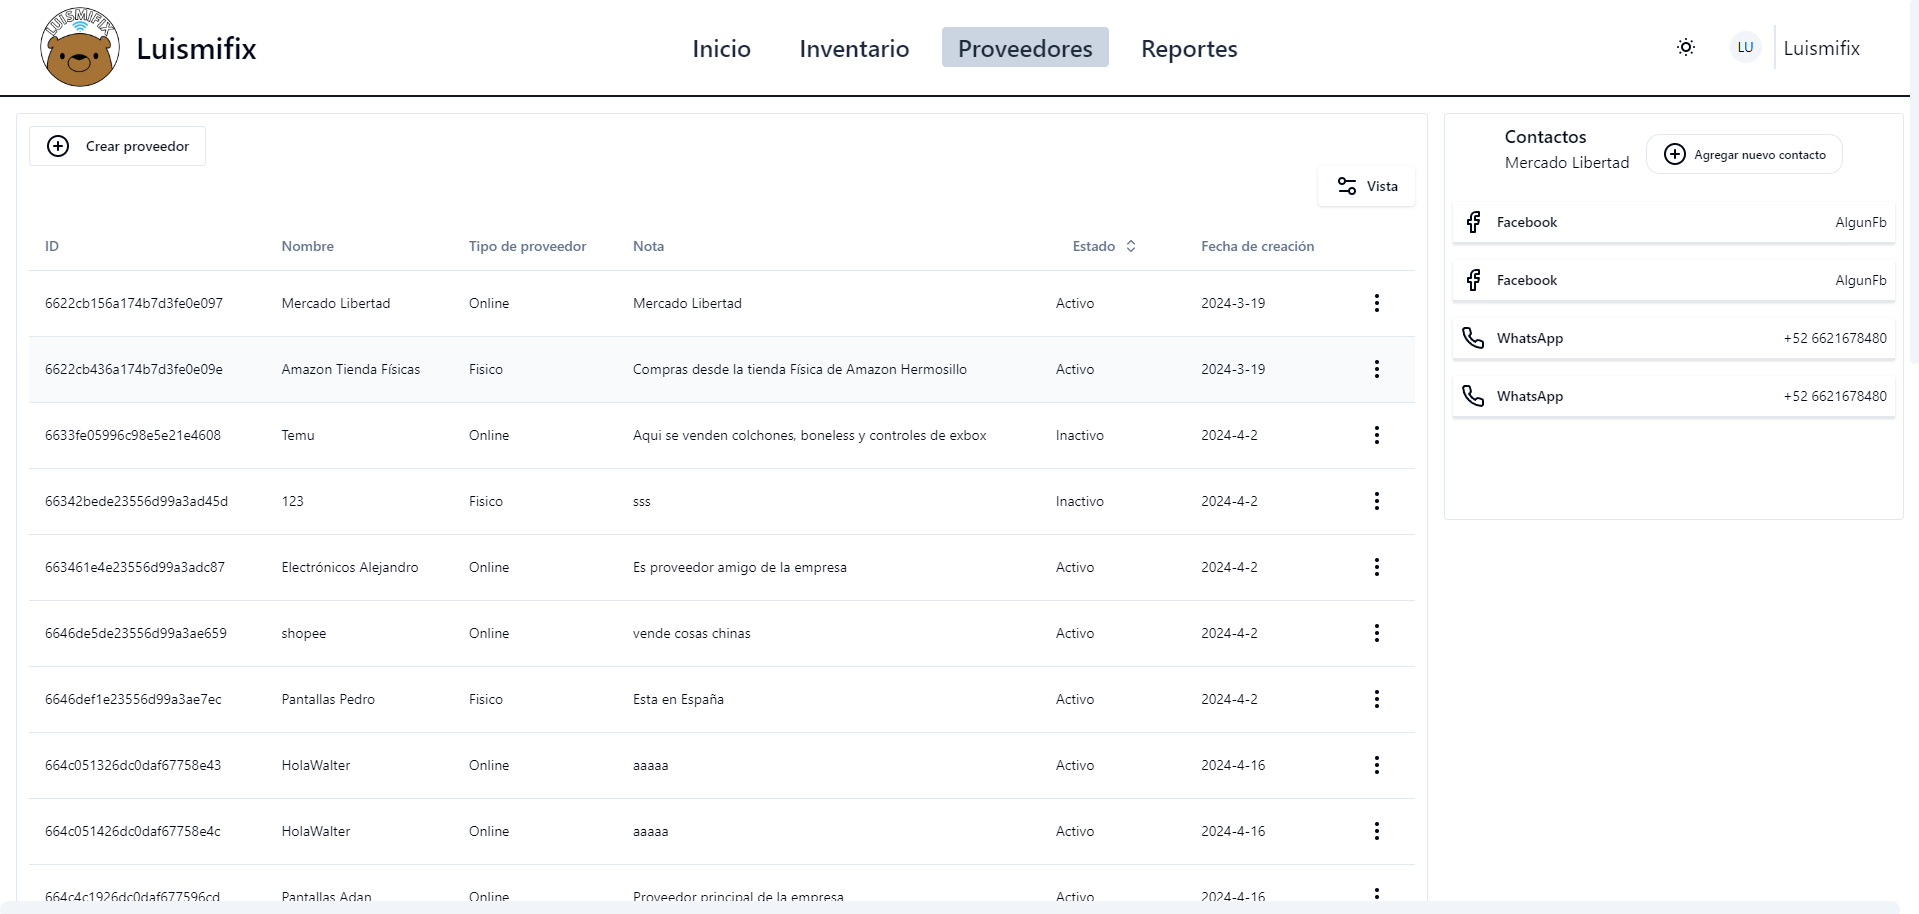 LUISMIFIX
Luismifix
Inicio Inventario Proveedores Reportes
LU Luismifix
Crear proveedor
Vista
ID Nombre Tipo de proveedor Nota Estado Fecha de creación
6622cb156a174b7d3fe0e097 Mercado Libertad Online Mercado Libertad Activo 2024-3-19
6622cb436a174b7d3fe0e09e Amazon Tienda Físicas Fisico Compras desde la tienda Física de Amazon Hermosillo Activo 2024-3-19
6633fe05996c98e5e21e4608 Temu Online Aqui se venden colchones, boneless y controles de exbox Inactivo 2024-4-2
66342bede23556d99a3ad45d 123 Fisico sss Inactivo 2024-4-2
663461e4e23556d99a3adc87 Electrónicos Alejandro Online Es proveedor amigo de la empresa Activo 2024-4-2
6646de5de23556d99a3ae659 shopee Online vende cosas chinas Activo 2024-4-2
6646def1e23556d99a3ae7ec Pantallas Pedro Fisico Esta en España Activo 2024-4-2
664c051326dc0daf67758e43 HolaWalter Online aaaaa Activo 2024-4-16
664c051426dc0daf67758e4c HolaWalter Online aaaaa Activo 2024-4-16
664c4c1926dc0daf677596cd Pantallas Adan Online Proveedor principal de la empresa Activo 2024-4-16
Contactos
Mercado Libertad
Agregar nuevo contacto
Facebook AlgunFb
Facebook AlgunFb
WhatsApp +52 6621678480
WhatsApp +52 6621678480